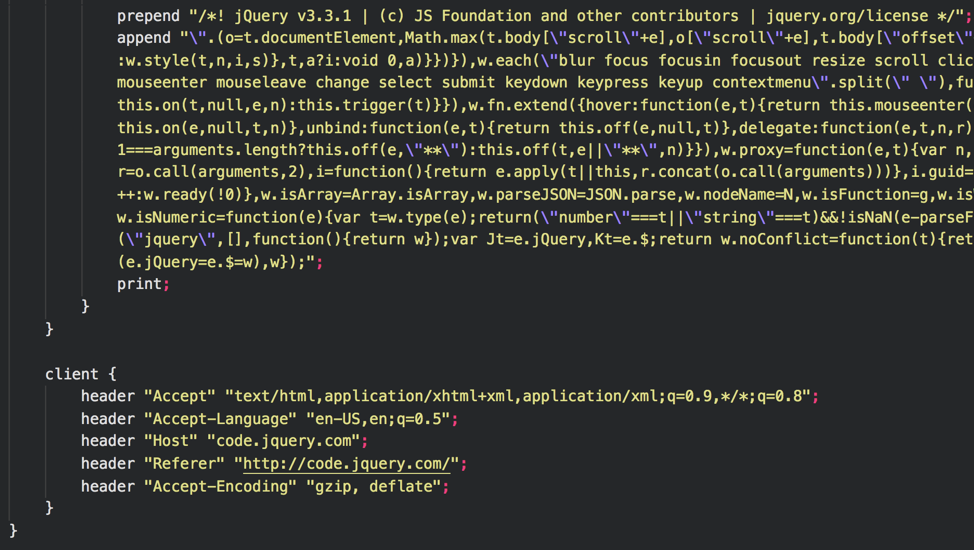 prepend "/*! jQuery v3.3.1 | (c) JS Foundation and other contributors | jquery.org/license */";
append "\".(o=t.documentElement,Math.max(t.body[\"scroll\"+e],o[\"scroll\"+e],t.body[\"offset\"
:w.style(t,n,i,s)},t,a?i:void 0,a)}})}),w.each(\"blur focus focusin focusout resize scroll clic
mouseenter mouseleave change select submit keydown keypress keyup contextmenu\".split(\" \"),fu
this.on(t,null,e,n):this.trigger(t)}}),w.fn.extend({hover:function(e,t){return this.mouseenter(
this.on(e,null,t,n)},unbind:function(e,t){return this.off(e,null,t)},delegate:function(e,t,n,r)
1===arguments.length?this.off(e,\"**\"):this.off(t,e||\"**\",n)}}),w.proxy=function(e,t){var n,
r=o.call(arguments,2),i=function(){return e.apply(t||this,r.concat(o.call(arguments)))},i.guid=
++:w.ready(!0)},w.isArray=Array.isArray,w.parseJSON=JSON.parse,w.nodeName=N,w.isFunction=g,w.is
w.isNumeric=function(e){var t=w.type(e);return(\"number\"===t||\"string\"===t)&&!isNaN(e-parseF
(\"jquery\",[],function(){return w});var Jt=e.jQuery,Kt=e.$;return w.noConflict=function(t){ret
(e.jQuery=e.$=w),w});";
print;
}
}
client {
header "Accept" "text/html,application/xhtml+xml,application/xml;q=0.9,*/*;q=0.8";
header "Accept-Language" "en-US,en;q=0.5";
header "Host" "code.jquery.com";
header "Referer" "http://code.jquery.com/";
header "Accept-Encoding" "gzip, deflate";
}
}